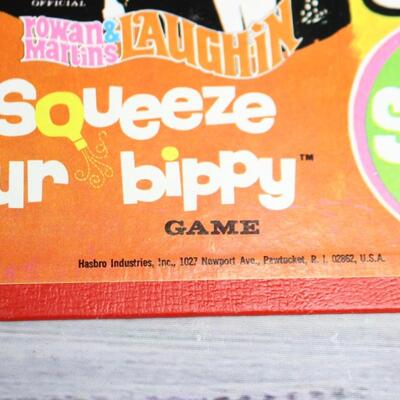 OFFICIAL
rowan &
Martin's
LAUGH-IN
squeeze
ur bippy™
GAME
Hasbro Industries, Inc., 1027 Newport Ave., Pawtucket, R. I. 02862, U.S.A.